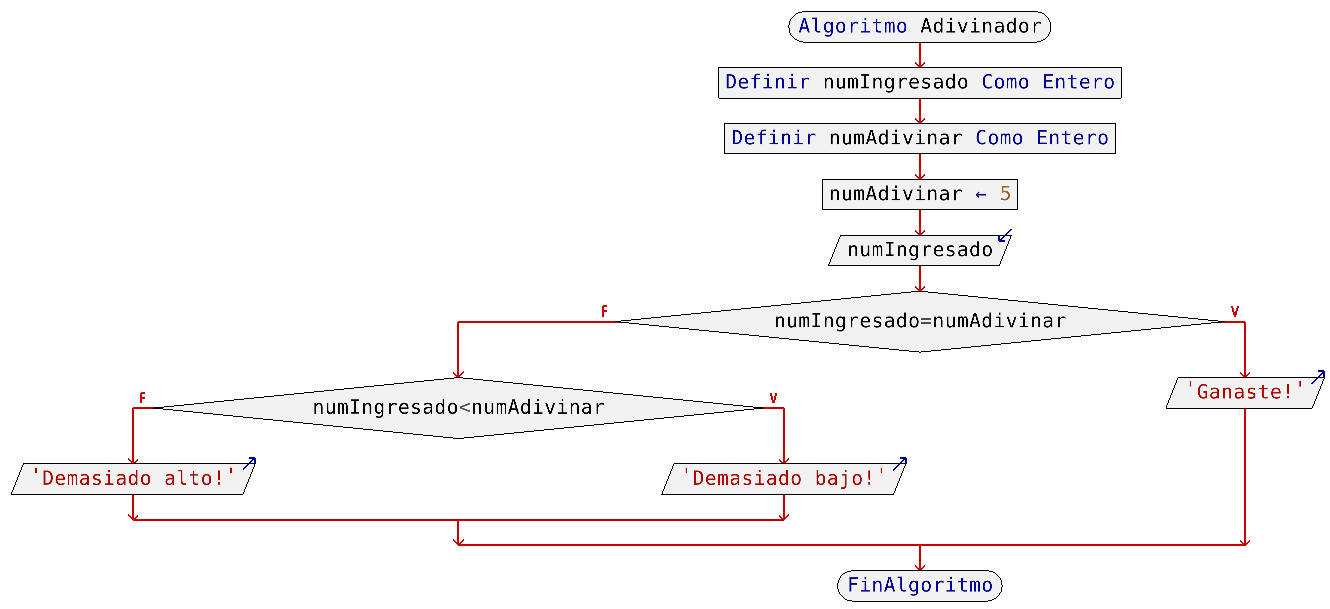 Algoritmo Adivinador
Definir numIngresado Como Entero
Definir numAdivinar Como Entero
numAdivinar ← 5
numIngresado
F
V
numIngresado=numAdivinar
'Ganaste!'
F
V
numIngresado<numAdivinar
'Demasiado alto!'
'Demasiado bajo!'
FinAlgoritmo